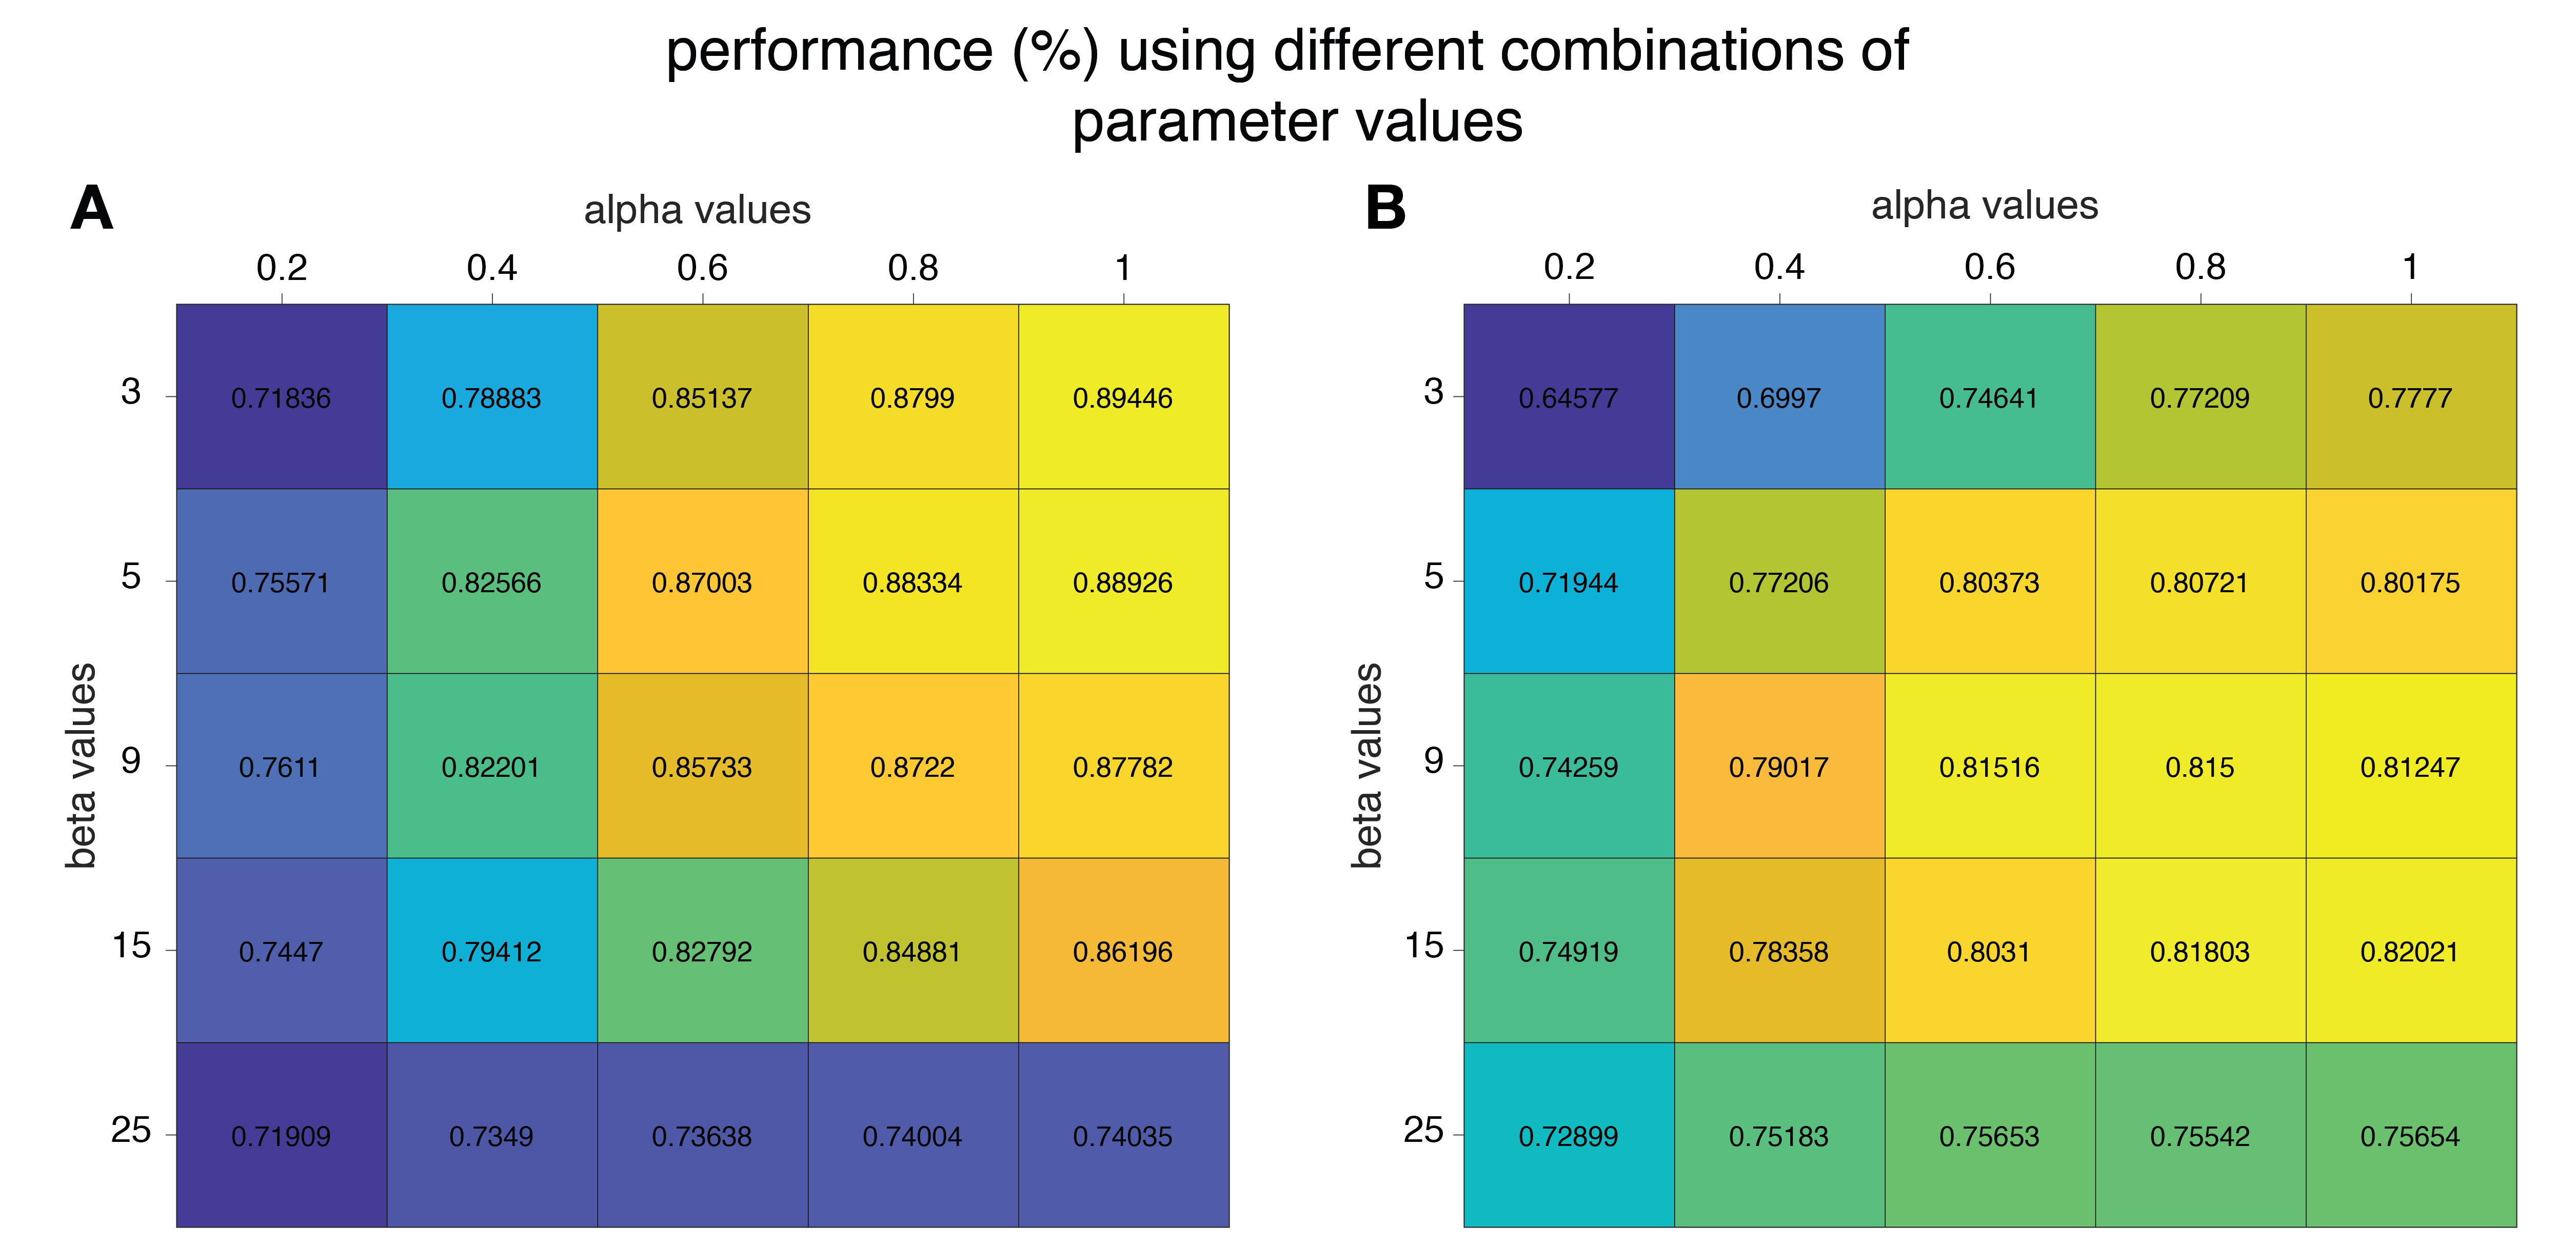 performance (%) using different combinations of
parameter values
A
alpha values
0.2 0.4 0.6 0.8 1
beta values
3 0.71836 0.78883 0.85137 0.8799 0.89446
5 0.75571 0.82566 0.87003 0.88334 0.88926
9 0.7611 0.82201 0.85733 0.8722 0.87782
15 0.7447 0.79412 0.82792 0.84881 0.86196
25 0.71909 0.7349 0.73638 0.74004 0.74035
B
alpha values
0.2 0.4 0.6 0.8 1
beta values
3 0.64577 0.6997 0.74641 0.77209 0.7777
5 0.71944 0.77206 0.80373 0.80721 0.80175
9 0.74259 0.79017 0.81516 0.815 0.81247
15 0.74919 0.78358 0.8031 0.81803 0.82021
25 0.72899 0.75183 0.75653 0.75542 0.75654